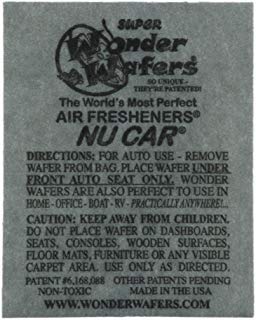 SUPER
Wonder
Wafers®
SO UNIQUE -
THEY'RE PATENTED!
The World's Most Perfect
AIR FRESHENERS®
NU CAR®
DIRECTIONS; FOR AUTO USE - REMOVE
WAFER FROM BAG. PLACE WAFER UNDER
FRONT AUTO SEAT ONLY. WONDER
WAFERS ARE ALSO PERFECT TO USE IN
HOME - OFFICE - BOAT - RV - PRACTICALLY ANYWHERE!...
CAUTION: KEEP AWAY FROM CHILDREN.
DO NOT PLACE WAFER ON DASHBOARDS,
SEATS, CONSOLES, WOODEN SURFACES,
FLOOR MATS, FURNITURE OR ANY VISIBLE
CARPET AREA. USE ONLY AS DIRECTED.
PATENT #6,168,088 OTHER PATENTS PENDING
NON-TOXIC MADE IN THE USA
WWW.WONDERWAFERS.COM